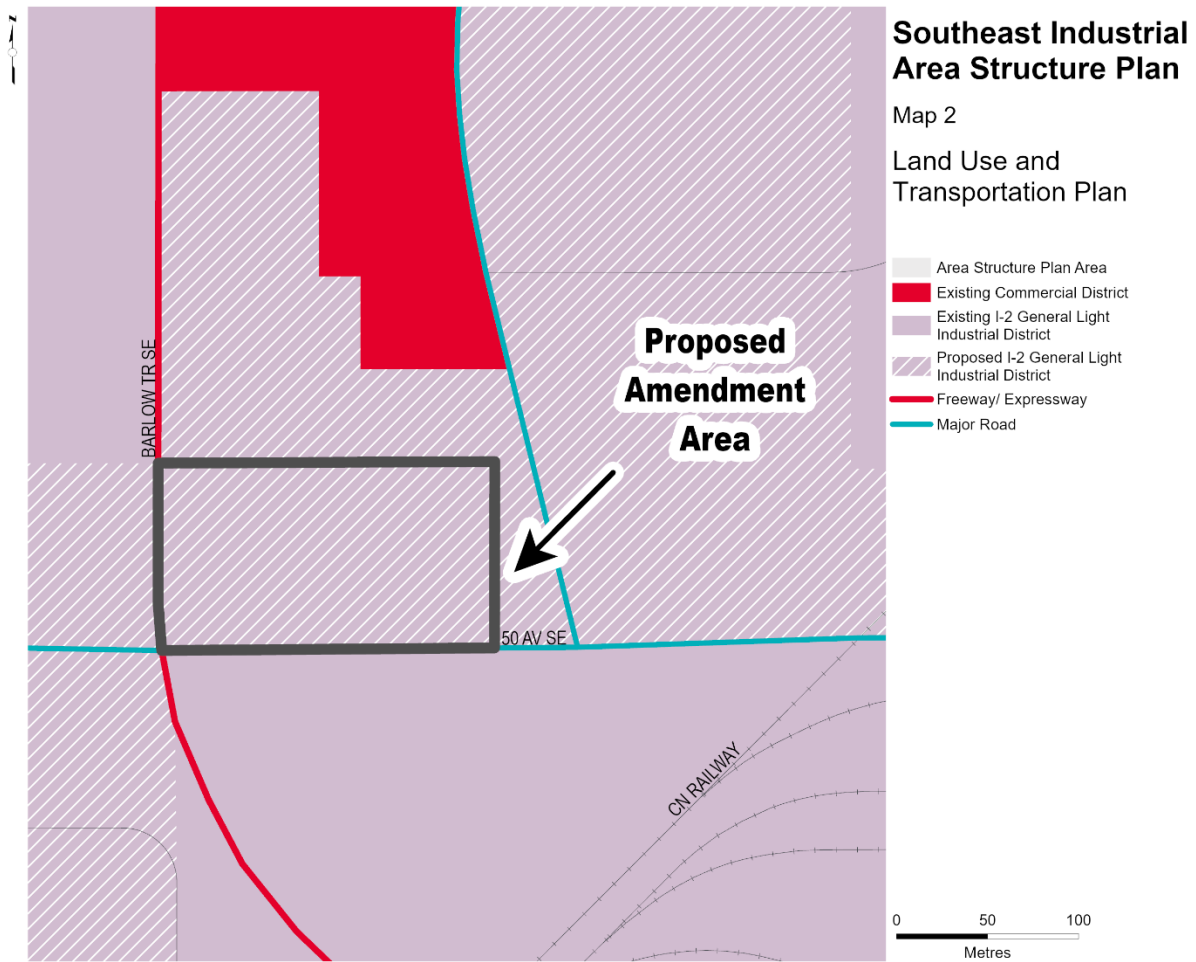 N
Southeast Industrial
Area Structure Plan
Map 2
Land Use and
Transportation Plan
Area Structure Plan Area
Existing Commercial District
Existing I-2 General Light
Industrial District
Proposed I-2 General Light
Industrial District
Freeway/ Expressway
Major Road
BARLOW TR SE
Proposed
Amendment
Area
50 AV SE
CN RAILWAY
0 50 100
Metres